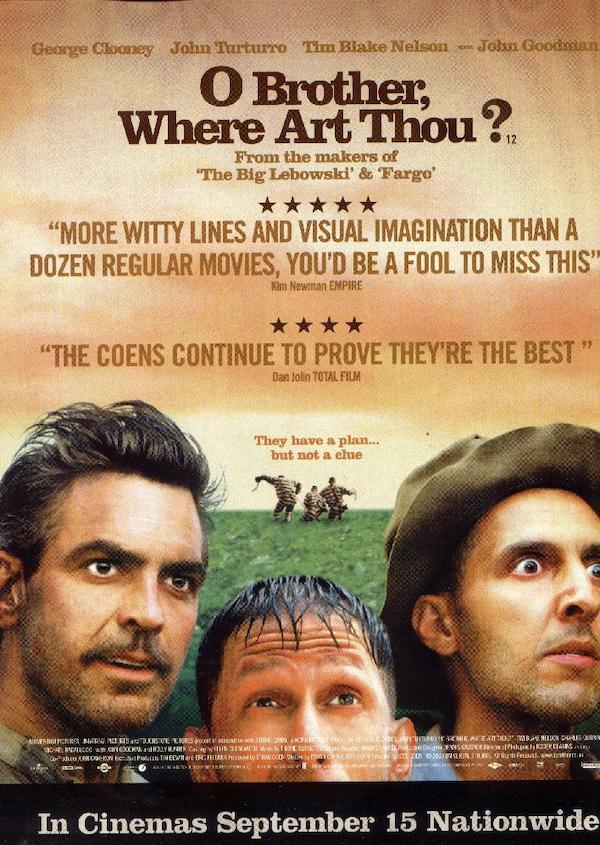 George Clooney John Turturro Tim Blake Nelson and John Goodman
O Brother,
Where Art Thou?12
From the makers of
'The Big Lebowski' & 'Fargo'
★★★★★
“MORE WITTY LINES AND VISUAL IMAGINATION THAN A
DOZEN REGULAR MOVIES, YOU’D BE A FOOL TO MISS THIS”
Kim Newman EMPIRE
★★★★
“THE COENS CONTINUE TO PROVE THEY’RE THE BEST ”
Dan Jolin TOTAL FILM
They have a plan...
but not a clue
In Cinemas September 15 Nationwide